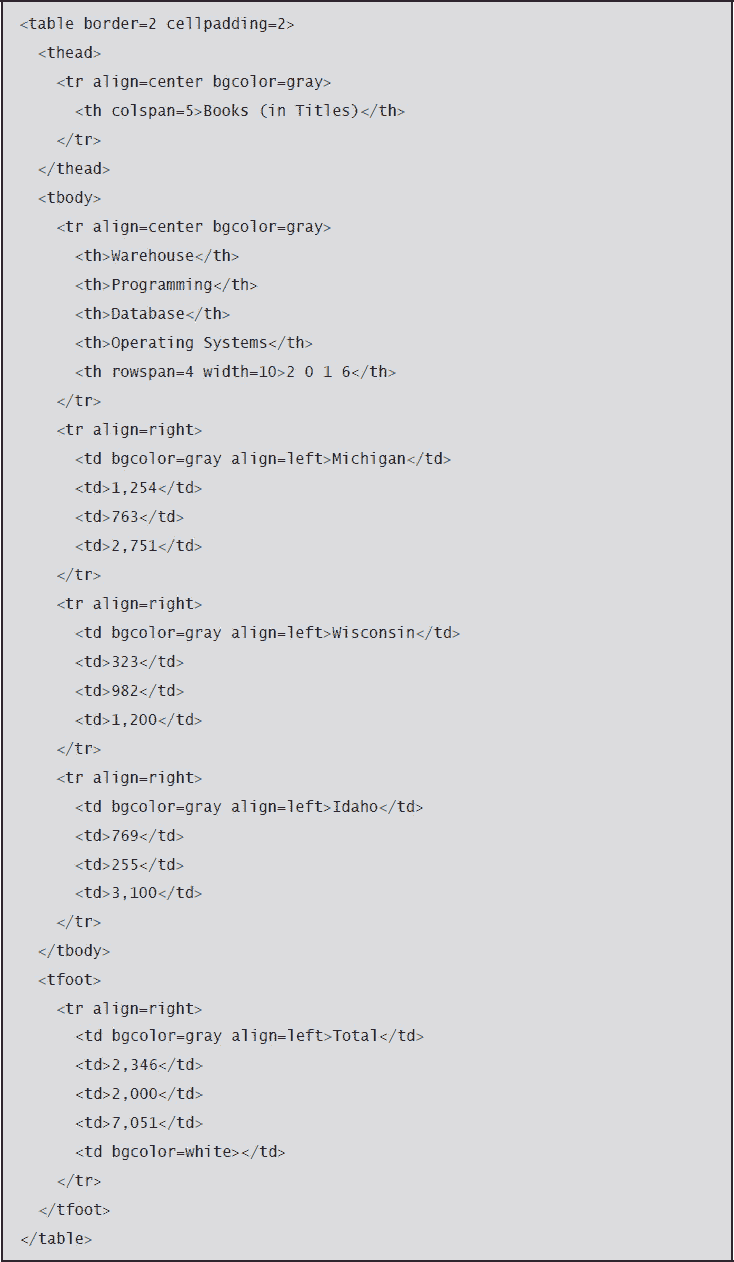 <table border=2 cellpadding=2>
<thead>
<tr align=center bgcolor=gray>
<th colspan=5>Books (in Titles)</th>
</tr>
</thead>
<tbody>
<tr align=center bgcolor=gray>
<th>Warehouse</th>
<th>Programming</th>
<th>Database</th>
<th>Operating Systems</th>
<th rowspan=4 width=10>2 0 1 6</th>
</tr>
<tr align=right>
<td bgcolor=gray align=left>Michigan</td>
<td>1,254</td>
<td>763</td>
<td>2,751</td>
</tr>
<tr align=right>
<td bgcolor=gray align=left>Wisconsin</td>
<td>323</td>
<td>982</td>
<td>1,200</td>
</tr>
<tr align=right>
<td bgcolor=gray align=left>Idaho</td>
<td>769</td>
<td>255</td>
<td>3,100</td>
</tr>
</tbody>
<tfoot>
<tr align=right>
<td bgcolor=gray align=left>Total</td>
<td>2,346</td>
<td>2,000</td>
<td>7,051</td>
<td bgcolor=white></td>
</tr>
</tfoot>
</table>